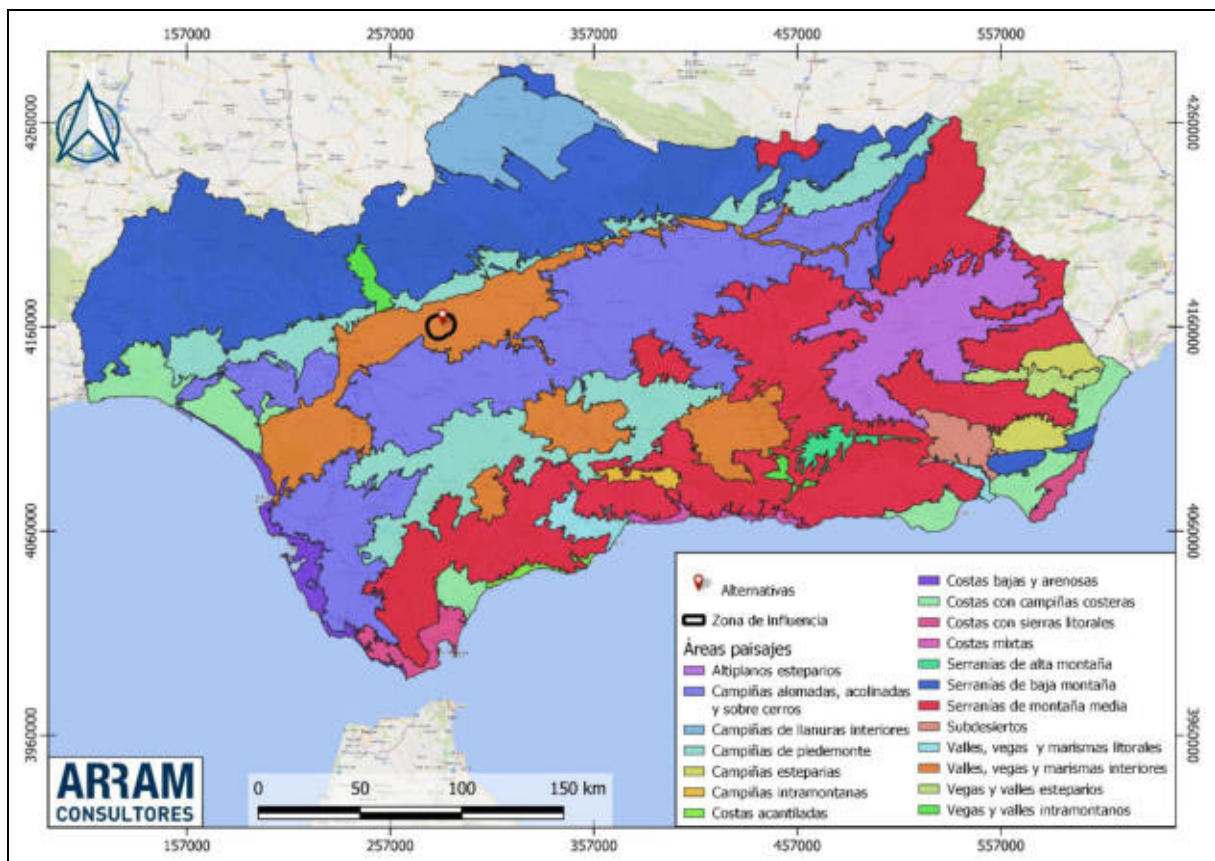 157000 257000 357000 457000 557000
4260000 4260000
4160000 4160000
4060000 4060000
3960000 3960000
Alternativas
Zona de Influencia
Áreas paisajes
Altiplanos esteparios
Campiñas alomadas, acolinadas
y sobre cerros
Campiñas de llanuras interiores
Campiñas de piedemonte
Campiñas esteparias
Campiñas intramontanas
Costas acantiladas
Costas bajas y arenosas
Costas con campiñas costeras
Costas con sierras litorales
Costas mixtas
Serranías de alta montaña
Serranías de baja montaña
Serranías de montaña media
Subdesiertos
Valles, vegas y marismas litorales
Valles, vegas y marismas interiores
Vegas y valles esteparios
Vegas y valles intramontanos
ARRAM
CONSULTORES
0 50 100 150 km
157000 257000 357000 457000 557000